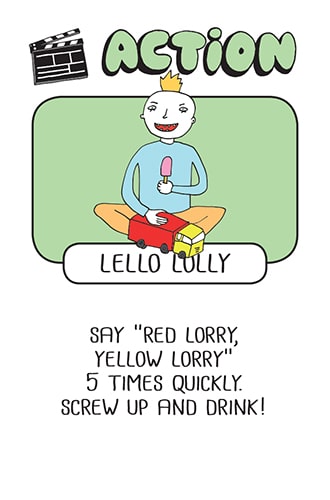 ACTiON
LELLO LOLLY
SAY "RED LORRY,
YELLOW LORRY"
5 TIMES QUICKLY.
SCREW UP AND DRINK!